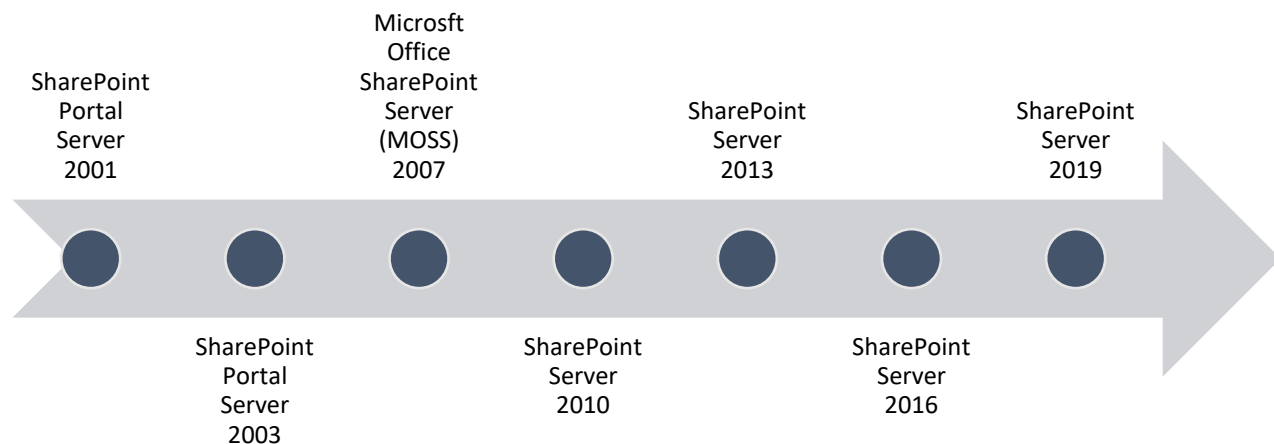 SharePoint
Portal
Server
2001
SharePoint
Portal
Server
2003
Microsft
Office
SharePoint
Server
(MOSS)
2007
SharePoint
Server
2010
SharePoint
Server
2013
SharePoint
Server
2016
SharePoint
Server
2019